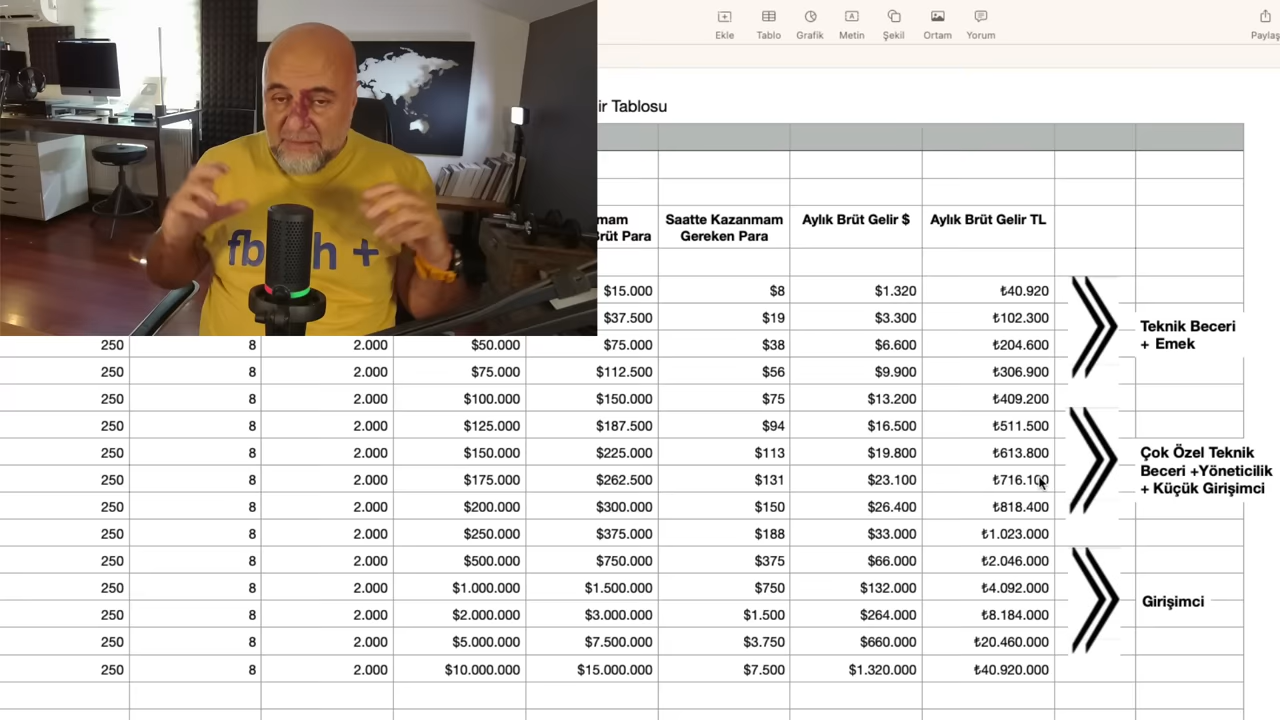 Ekle Tablo Grafik Metin Şekil Ortam Yorum Paylaş
ir Tablosu
Saatte Kazanmam Aylık Brüt Gelir $ Aylık Brüt Gelir TL
Brüt Para Gereken Para
$15.000 $8 $1.320 ₺40.920
$37.500 $19 $3.300 ₺102.300
Teknik Beceri
+ Emek
250 8 2.000 $50.000 $75.000 $38 $6.600 ₺204.600
250 8 2.000 $75.000 $112.500 $56 $9.900 ₺306.900
250 8 2.000 $100.000 $150.000 $75 $13.200 ₺409.200
250 8 2.000 $125.000 $187.500 $94 $16.500 ₺511.500
250 8 2.000 $150.000 $225.000 $113 $19.800 ₺613.800
250 8 2.000 $175.000 $262.500 $131 $23.100 ₺716.100
Çok Özel Teknik
Beceri +Yöneticilik
+ Küçük Girişimci
250 8 2.000 $200.000 $300.000 $150 $26.400 ₺818.400
250 8 2.000 $250.000 $375.000 $188 $33.000 ₺1.023.000
250 8 2.000 $500.000 $750.000 $375 $66.000 ₺2.046.000
250 8 2.000 $1.000.000 $1.500.000 $750 $132.000 ₺4.092.000
Girişimci
250 8 2.000 $2.000.000 $3.000.000 $1.500 $264.000 ₺8.184.000
250 8 2.000 $5.000.000 $7.500.000 $3.750 $660.000 ₺20.460.000
250 8 2.000 $10.000.000 $15.000.000 $7.500 $1.320.000 ₺40.920.000